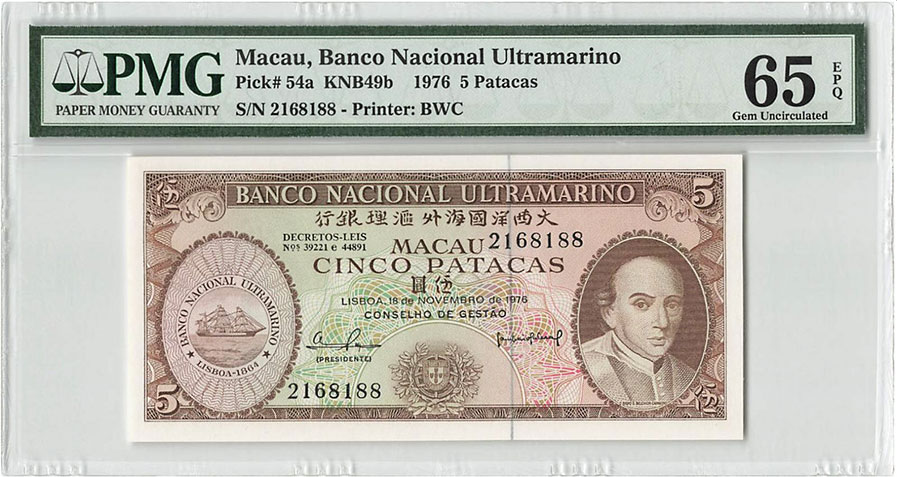 PMG
PAPER MONEY GUARANTY
Macau, Banco Nacional Ultramarino
Pick# 54a KNB49b 1976 5 Patacas
S/N 2168188 - Printer: BWC
65 EPQ
Gem Uncirculated
伍 BANCO NACIONAL ULTRAMARINO 5
行銀理滙外海國洋西大
DECRETOS-LEIS
Nos 39221 e 44891
MACAU 2168188
CINCO PATACAS
圓伍
LISBOA, 18 de NOVEMBRO de 1976
CONSELHO DE GESTÃO
★ BANCO NACIONAL ULTRAMARINO ★
LISBOA-1864
(PRESIDENTE)
2168188
5 伍